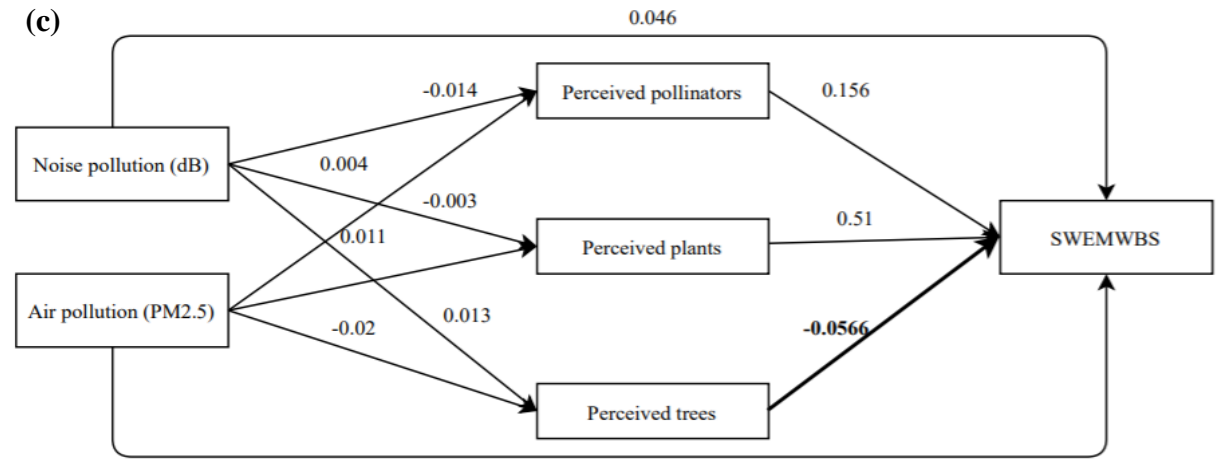 (c)
0.046
-0.014
Perceived pollinators
0.156
Noise pollution (dB)
0.004
-0.003
0.011
Perceived plants
0.51
SWEMWBS
Air pollution (PM2.5)
-0.02
0.013
-0.0566
Perceived trees